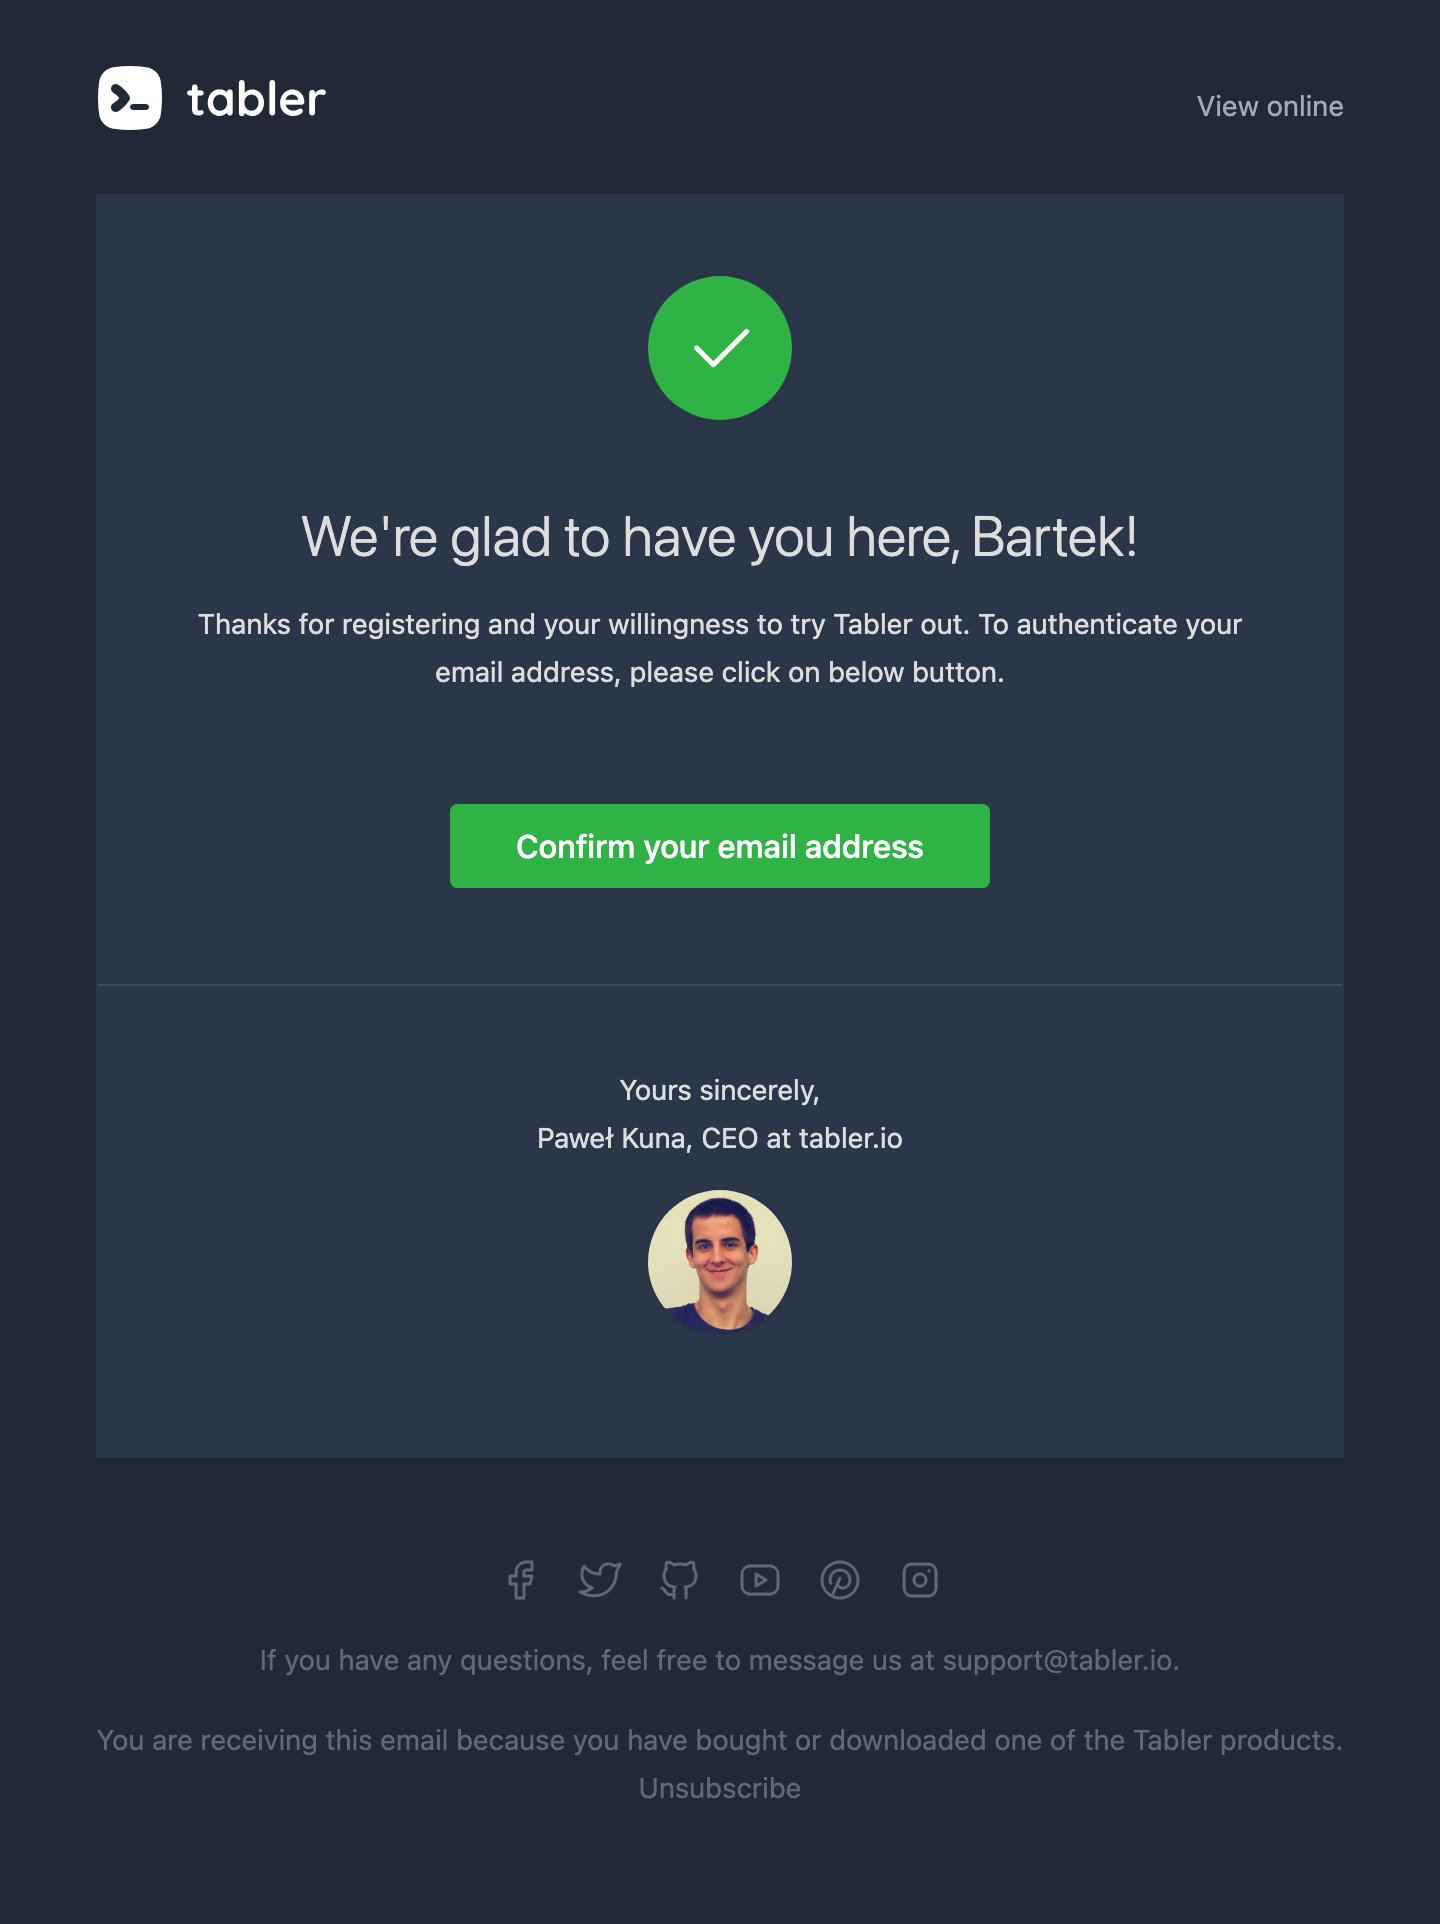 tabler
View online
We're glad to have you here, Bartek!
Thanks for registering and your willingness to try Tabler out. To authenticate your
email address, please click on below button.
Confirm your email address
Yours sincerely,
Paweł Kuna, CEO at tabler.io
If you have any questions, feel free to message us at support@tabler.io.
You are receiving this email because you have bought or downloaded one of the Tabler products.
Unsubscribe